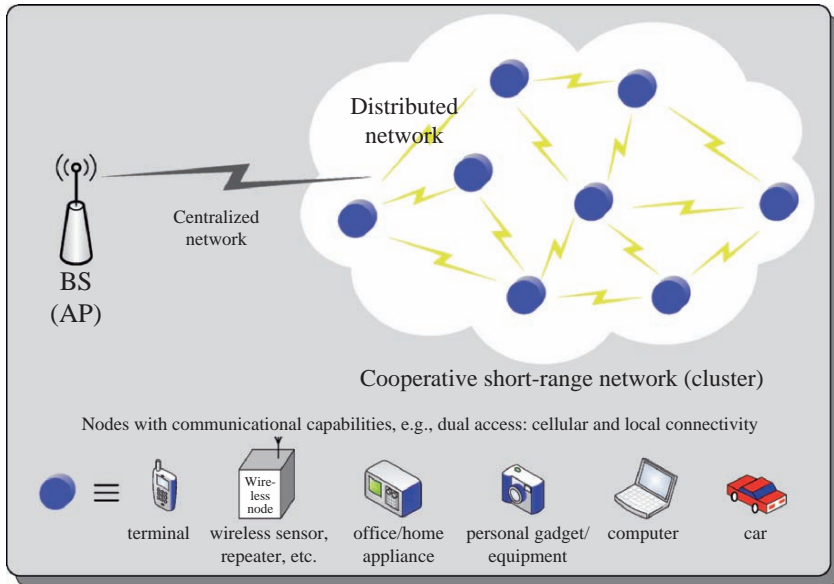 Distributed
network
Centralized
network
BS
(AP)
Cooperative short-range network (cluster)
Nodes with communicational capabilities, e.g., dual access: cellular and local connectivity
Wire-
less
node
terminal
wireless sensor,
repeater, etc.
office/home
appliance
personal gadget/
equipment
computer
car